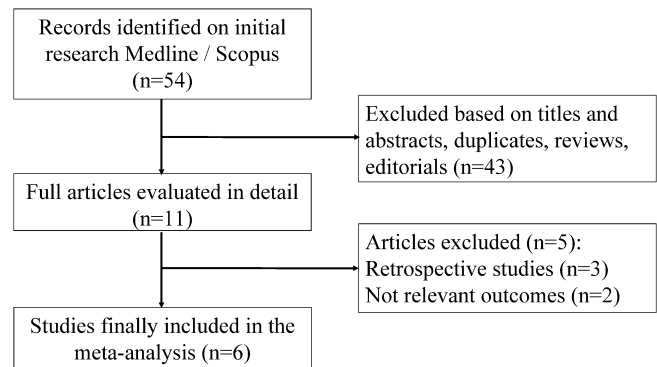 Records identified on initial
research Medline / Scopus
(n=54)
Excluded based on titles and
abstracts, duplicates, reviews,
editorials (n=43)
Full articles evaluated in detail
(n=11)
Articles excluded (n=5):
Retrospective studies (n=3)
Not relevant outcomes (n=2)
Studies finally included in the
meta-analysis (n=6)